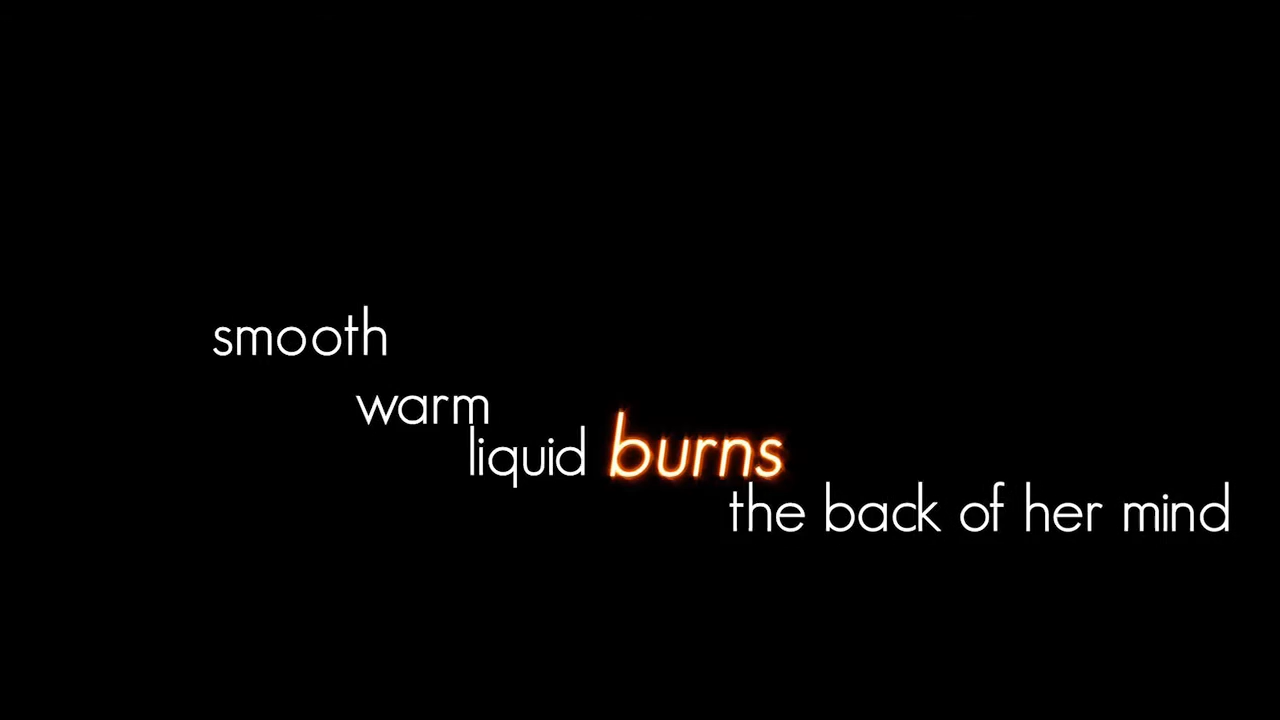 smooth
warm
liquid burns
the back of her mind